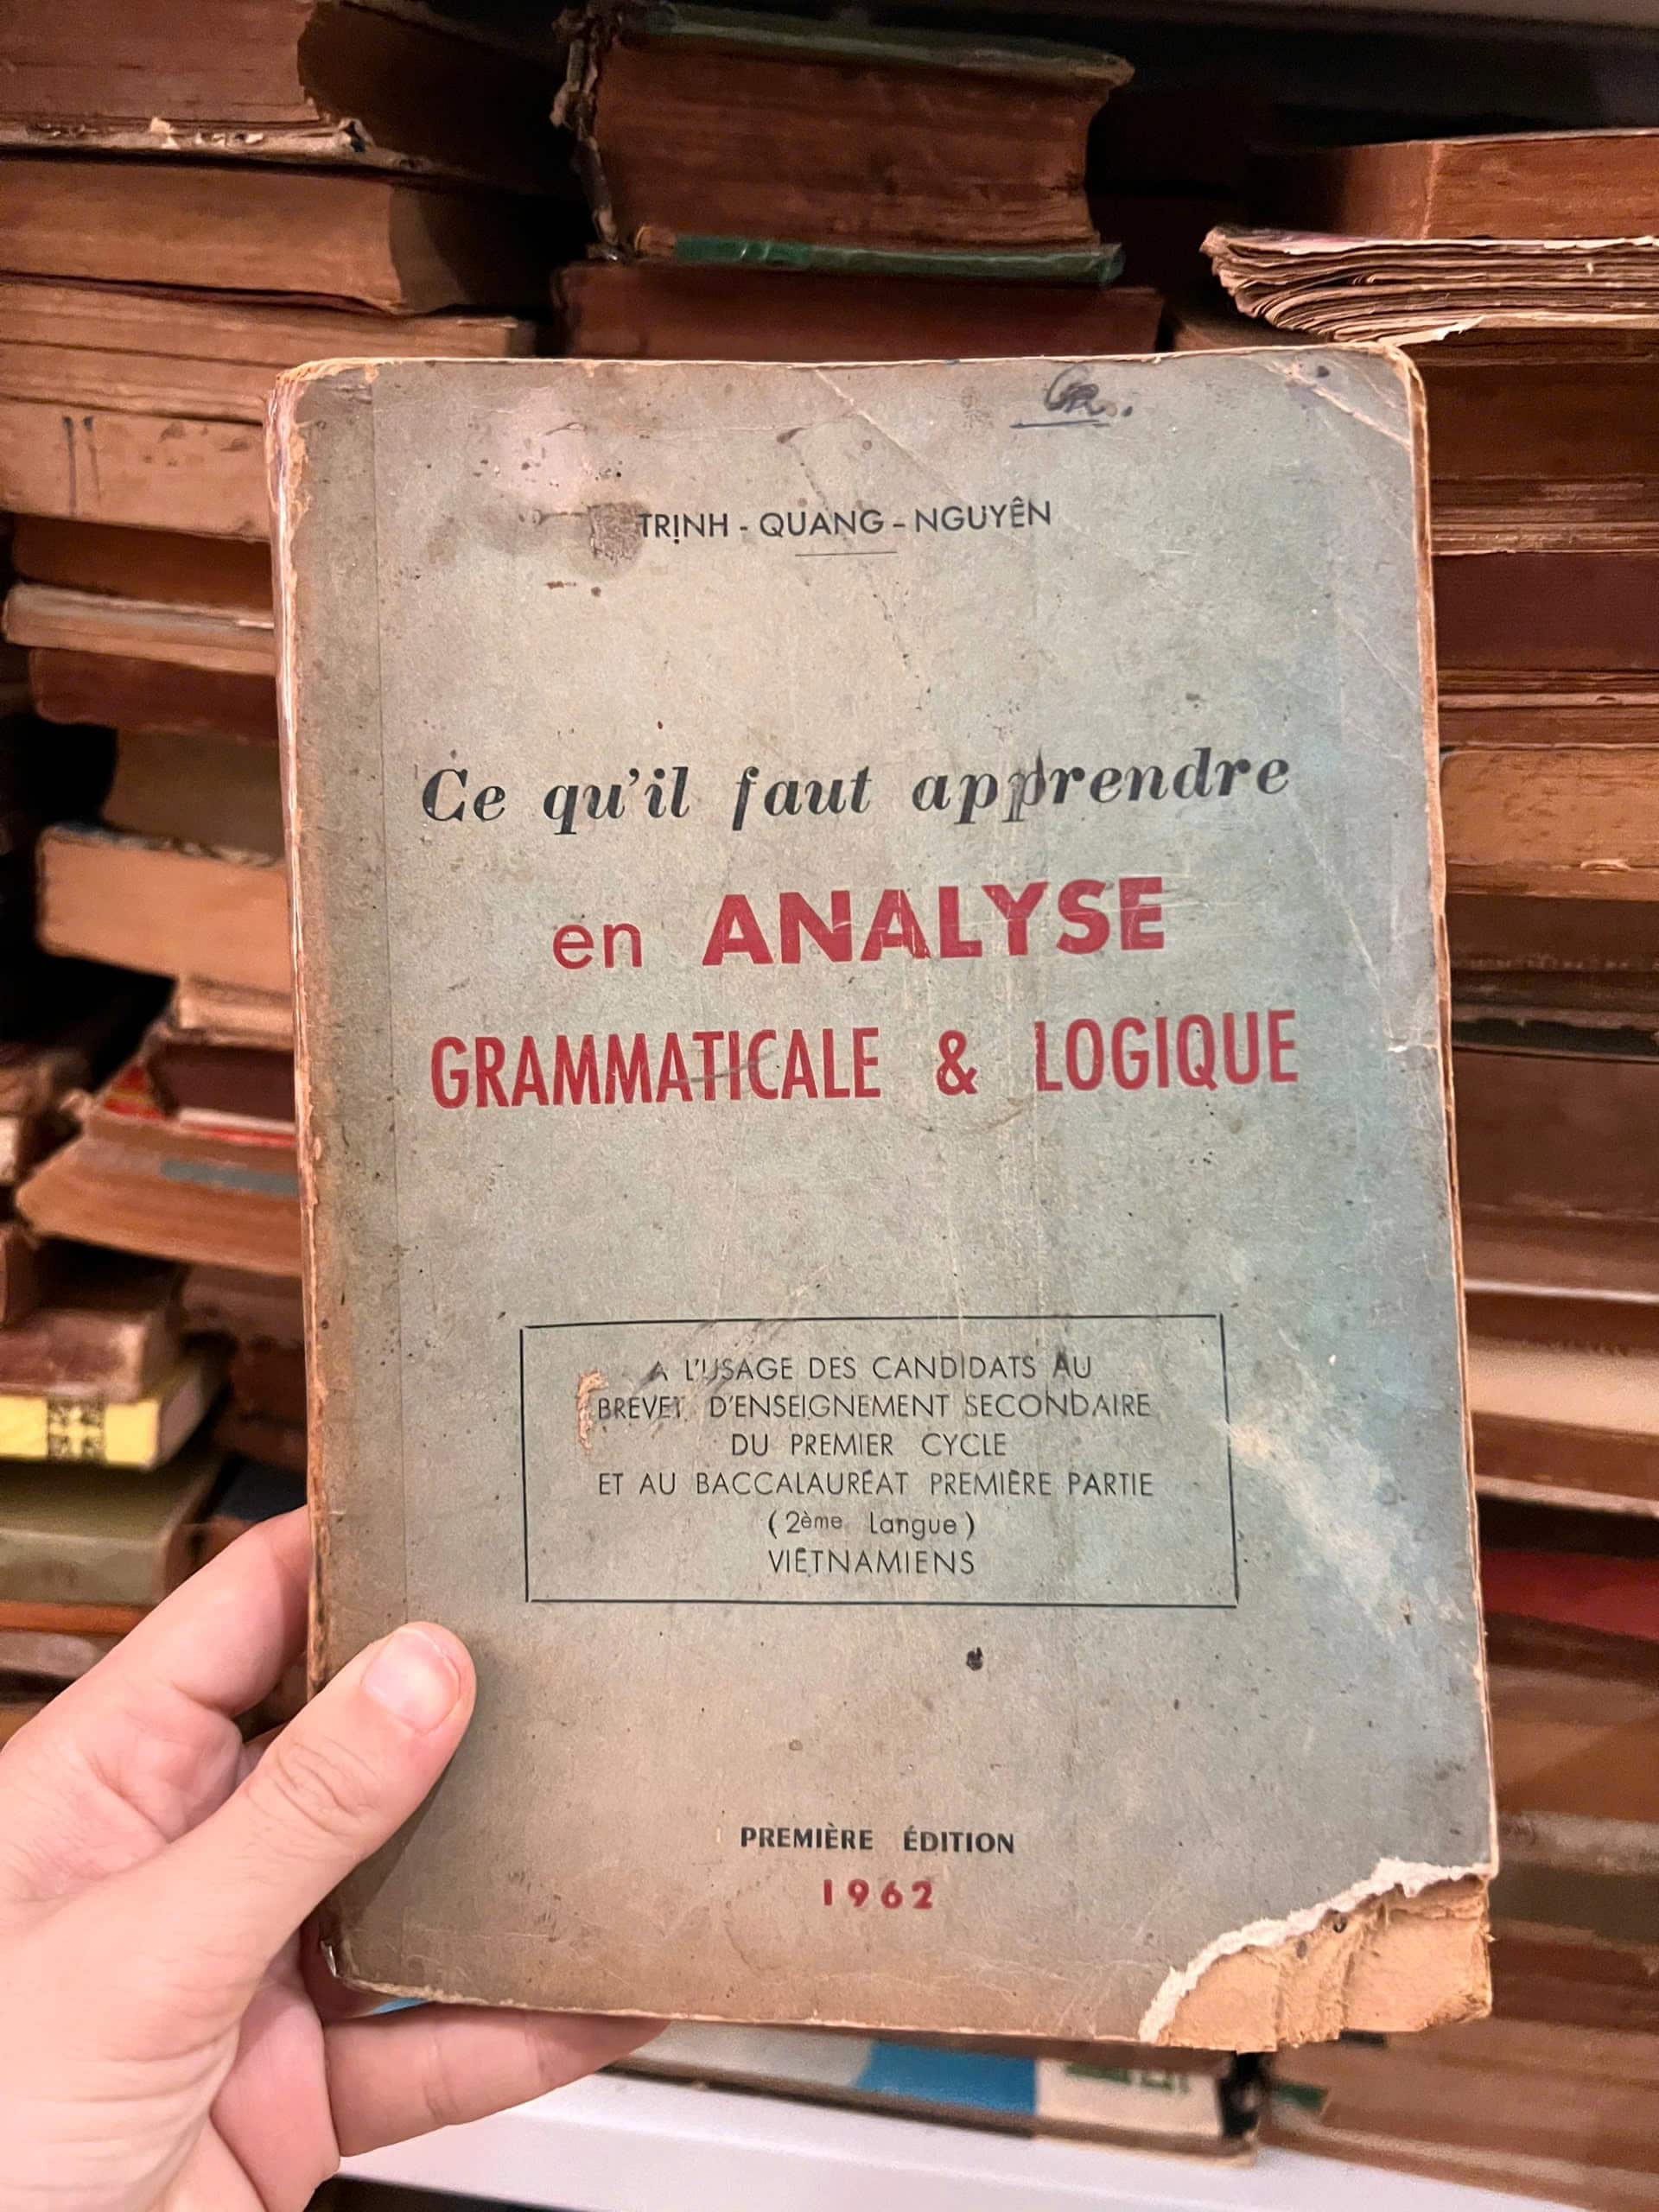 TRỊNH - QUANG - NGUYÊN
Ce qu'il faut apprendre
en ANALYSE
GRAMMATICALE & LOGIQUE
A L'USAGE DES CANDIDATS AU
BREVET D'ENSEIGNEMENT SECONDAIRE
DU PREMIER CYCLE
ET AU BACCALAURÉAT PREMIÈRE PARTIE
(2ème Langue)
VIETNAMIENS
PREMIÈRE ÉDITION
1962